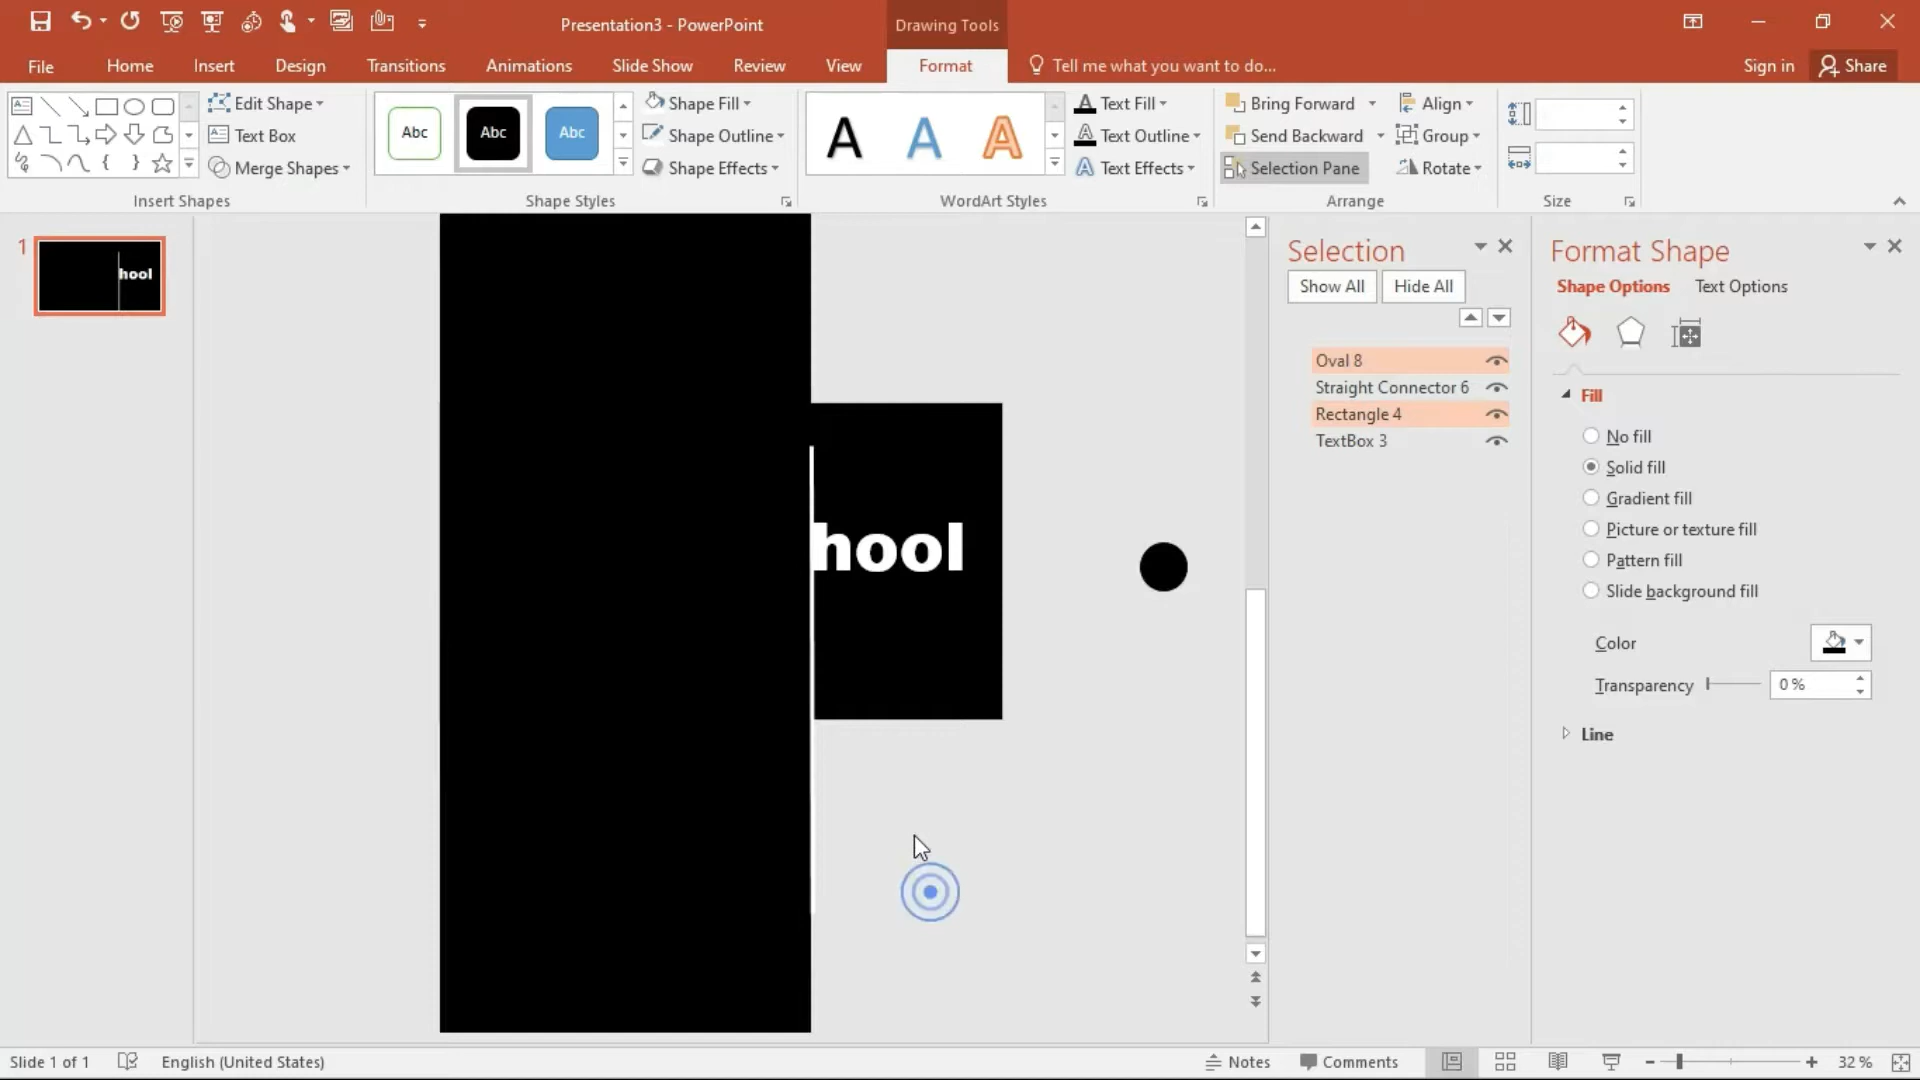 Presentation3 - PowerPoint
Drawing Tools
File Home Insert Design Transitions Animations Slide Show Review View Format Tell me what you want to do... Sign in Share
Edit Shape
Text Box
Merge Shapes
Insert Shapes
Abc Abc Abc
Shape Fill
Shape Outline
Shape Effects
Shape Styles
A A A
Text Fill
Text Outline
Text Effects
WordArt Styles
Bring Forward
Send Backward
Selection Pane
Align
Group
Rotate
Arrange
Size
1
hool
hool
Selection
Show All Hide All
Oval 8
Straight Connector 6
Rectangle 4
TextBox 3
Format Shape
Shape Options Text Options
Fill
No fill
Solid fill
Gradient fill
Picture or texture fill
Pattern fill
Slide background fill
Color
Transparency 0%
Line
Slide 1 of 1 English (United States) Notes Comments 32%